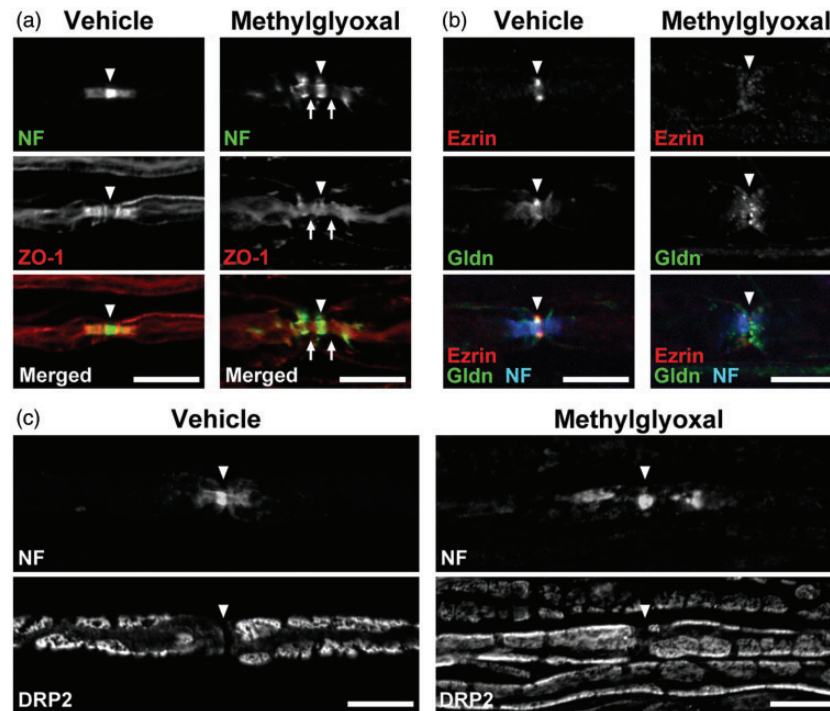 (a) Vehicle Methylglyoxal
NF NF
ZO-1 ZO-1
Merged Merged
(b) Vehicle Methylglyoxal
Ezrin Ezrin
Gldn Gldn
Ezrin Ezrin
Gldn NF Gldn NF
(c) Vehicle Methylglyoxal
NF NF
DRP2 DRP2